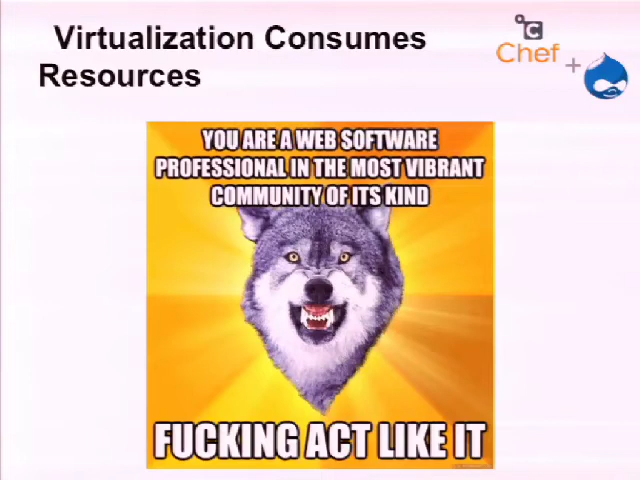 Virtualization Consumes
Resources
Chef
+
YOU ARE A WEB SOFTWARE
PROFESSIONAL IN THE MOST VIBRANT
COMMUNITY OF ITS KIND
FUCKING ACT LIKE IT